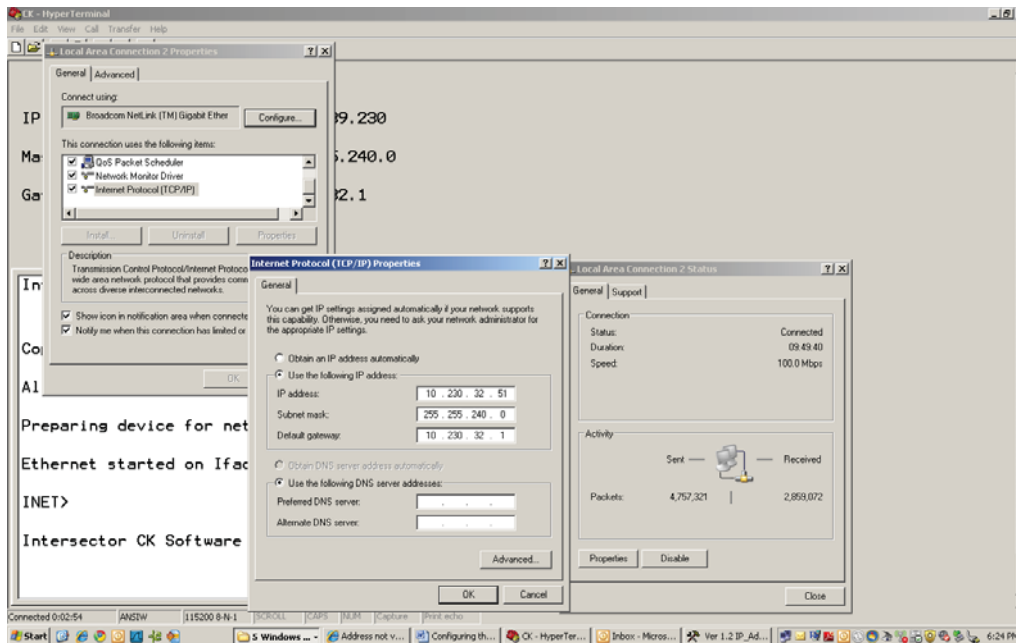 CK - HyperTerminal
File Edit View Call Transfer Help
Local Area Connection 2 Properties
General Advanced
Connect using:
Broadcom NetLink (TM) Gigabit Ether
Configure...
This connection uses the following items:
QoS Packet Scheduler
Network Monitor Driver
Internet Protocol (TCP/IP)
Install... Uninstall Properties
Description
Transmission Control Protocol/Internet Protoco
wide area network protocol that provides comm
across diverse interconnected networks.
Show icon in notification area when connecte
Notify me when this connection has limited or
OK
IP 39.230
Ma 5.240.0
Ga 32.1
In
Co
Al
Preparing device for net
Ethernet started on Ifac
INET>
Intersector CK Software
Internet Protocol (TCP/IP) Properties
General
You can get IP settings assigned automatically if your network supports
this capability. Otherwise, you need to ask your network administrator for
the appropriate IP settings.
Obtain an IP address automatically
Use the following IP address:
IP address: 10 . 230 . 32 . 51
Subnet mask: 255 . 255 . 240 . 0
Default gateway: 10 . 230 . 32 . 1
Obtain DNS server address automatically
Use the following DNS server addresses:
Preferred DNS server: . . .
Alternate DNS server: . . .
Advanced...
OK Cancel
Local Area Connection 2 Status
General Support
Connection
Status: Connected
Duration: 09:49:40
Speed: 100.0 Mbps
Activity
Sent Received
Packets: 4,757,321 2,859,072
Properties Disable
Close
Connected 0:02:54 ANSIW 115200 8-N-1 SCROLL CAPS NUM Capture Print echo
Start 5 Windows ... Address not v... Configuring th... CK - HyperTer... Inbox - Micros... Ver 1.2 IP_Ad... 6:24 PM